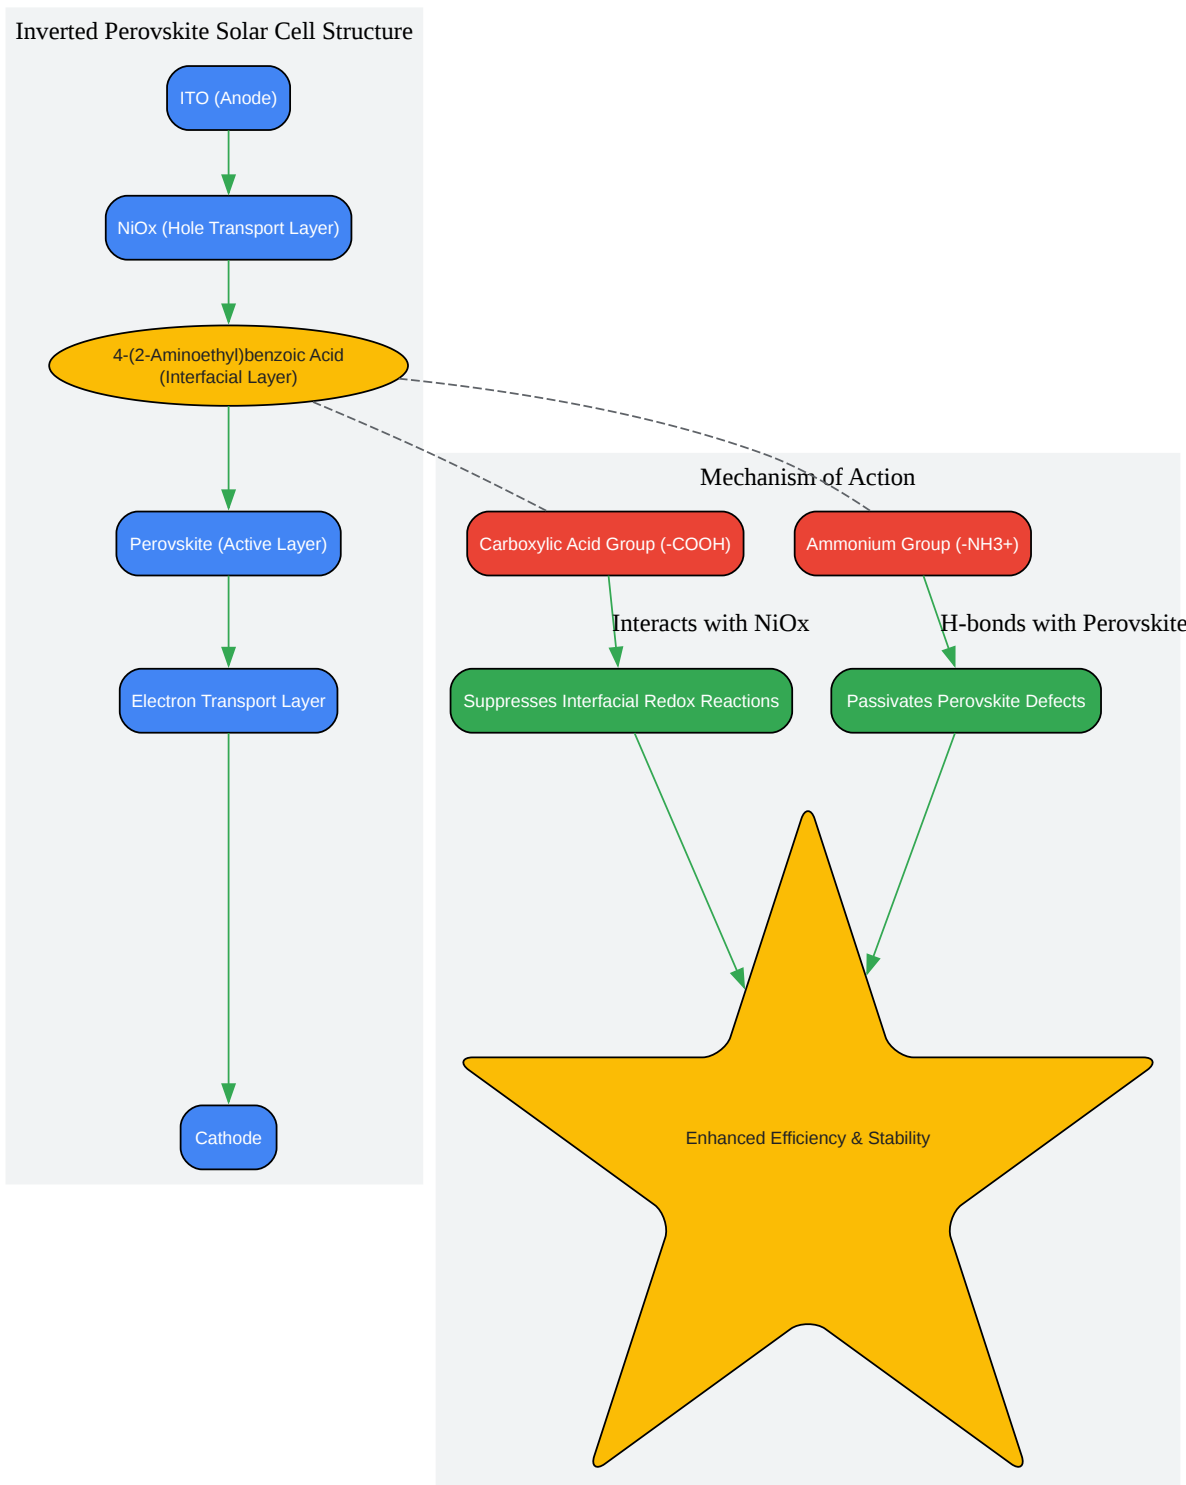 Inverted Perovskite Solar Cell Structure
ITO (Anode)
NiOx (Hole Transport Layer)
4-(2-Aminoethyl)benzoic Acid
(Interfacial Layer)
Perovskite (Active Layer)
Electron Transport Layer
Cathode
Mechanism of Action
Carboxylic Acid Group (-COOH)
Ammonium Group (-NH3+)
Interacts with NiOx
H-bonds with Perovskite
Suppresses Interfacial Redox Reactions
Passivates Perovskite Defects
Enhanced Efficiency & Stability